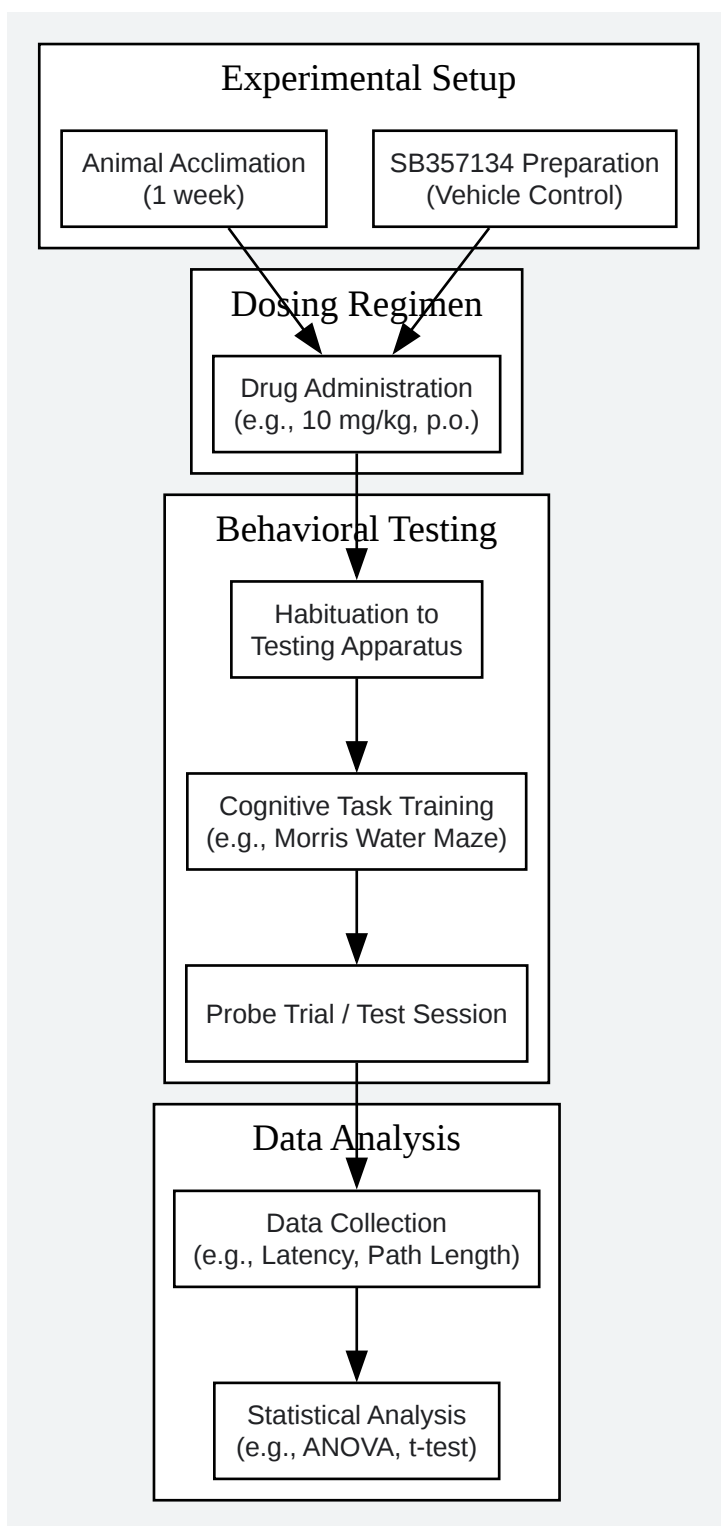 Experimental Setup
Animal Acclimation
(1 week)
SB357134 Preparation
(Vehicle Control)
Dosing Regimen
Drug Administration
(e.g., 10 mg/kg, p.o.)
Behavioral Testing
Habituation to
Testing Apparatus
Cognitive Task Training
(e.g., Morris Water Maze)
Probe Trial / Test Session
Data Analysis
Data Collection
(e.g., Latency, Path Length)
Statistical Analysis
(e.g., ANOVA, t-test)